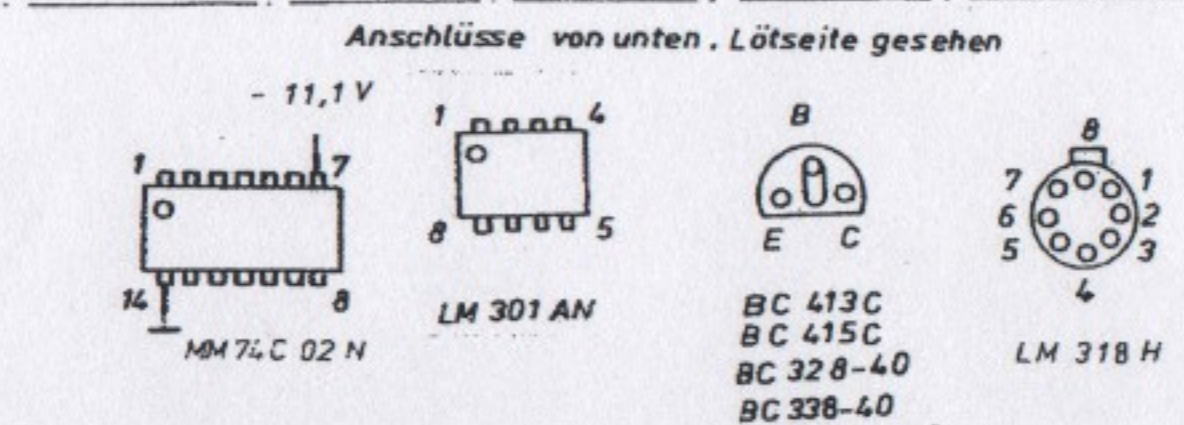 Anschlüsse von unten . Lötseite gesehen
- 11,1 V
1 7
14 8
MM 74C 02 N
1 4
8 5
LM 301 AN
B
E C
BC 413C
BC 415C
BC 328-40
BC 338-40
8
7 1
6 2
5 3
4
LM 318 H